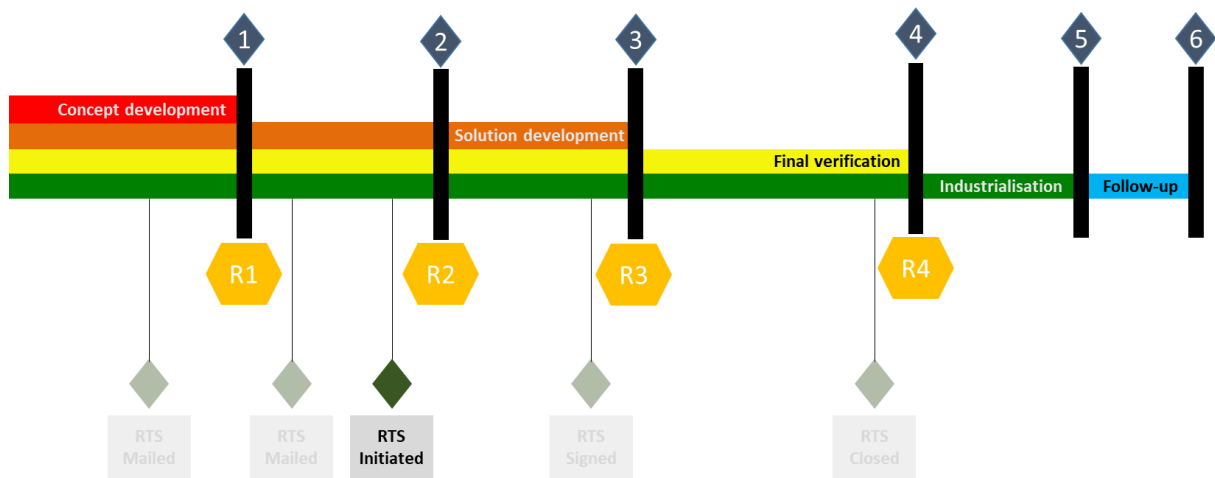 1
2
3
4
5
6
Concept development
Solution development
Final verification
Industrialisation
Follow-up
R1
R2
R3
R4
RTS
Mailed
RTS
Mailed
RTS
Initiated
RTS
Signed
RTS
Closed